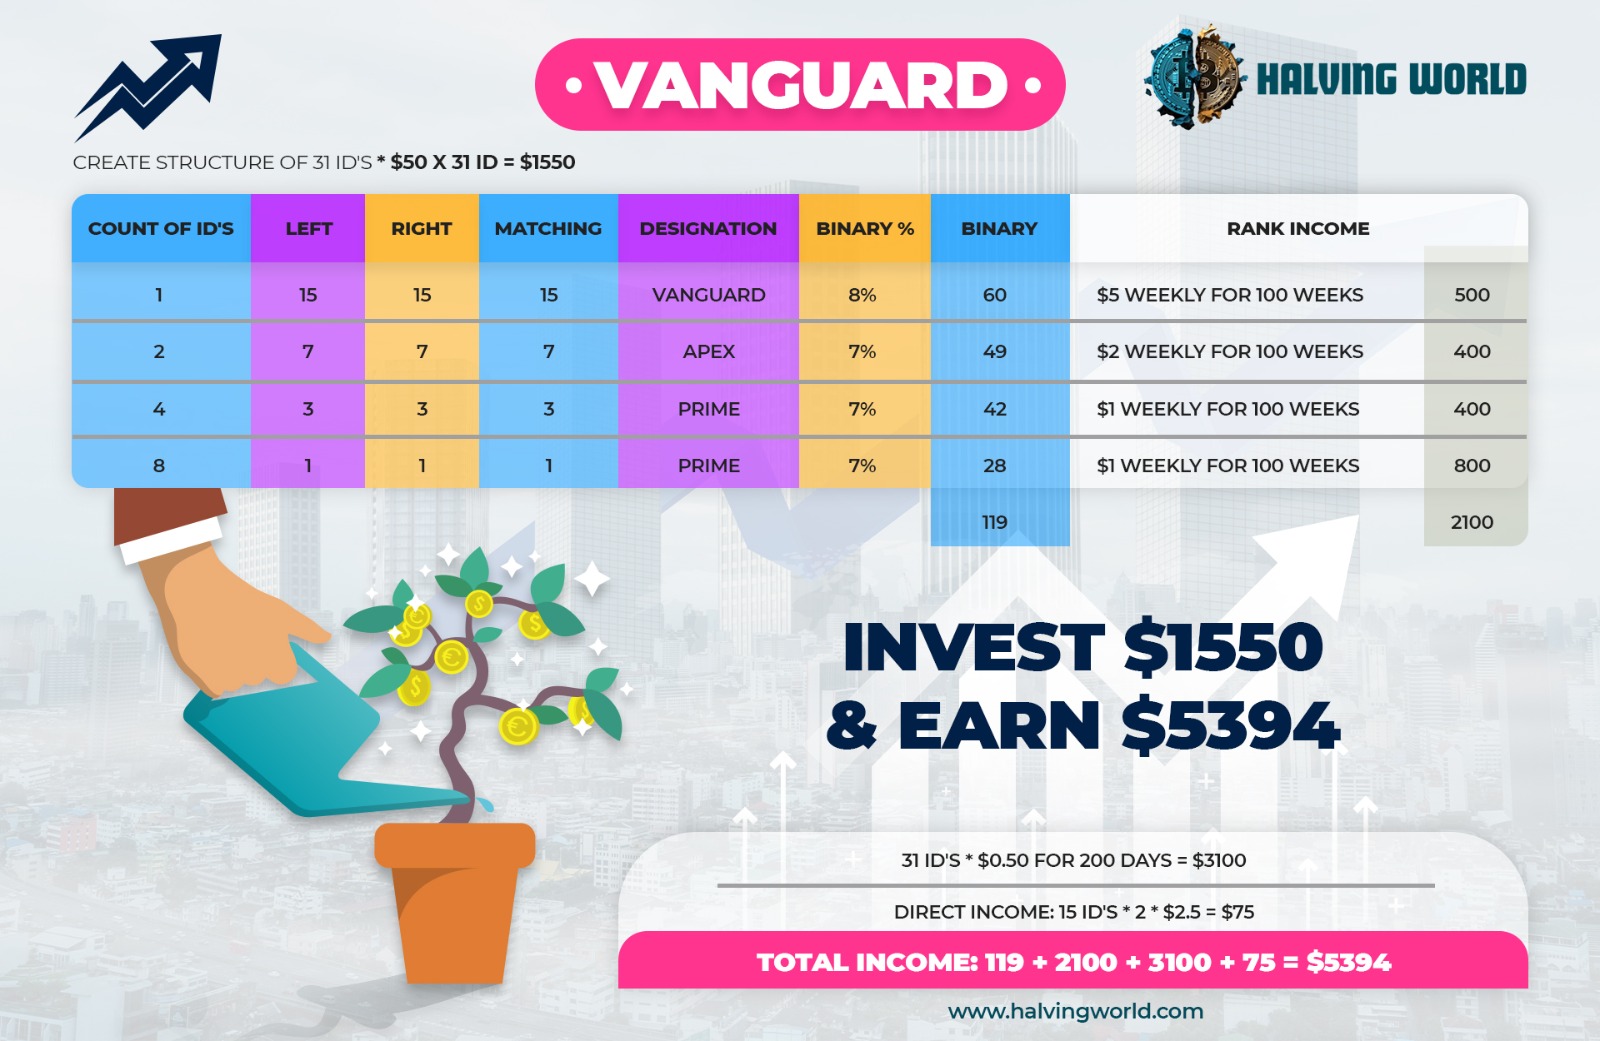 VANGUARD
HALVING WORLD
CREATE STRUCTURE OF 31 ID'S * $50 X 31 ID = $1550
COUNT OF ID'S LEFT RIGHT MATCHING DESIGNATION BINARY % BINARY RANK INCOME
1 15 15 15 VANGUARD 8% 60 $5 WEEKLY FOR 100 WEEKS 500
2 7 7 7 APEX 7% 49 $2 WEEKLY FOR 100 WEEKS 400
4 3 3 3 PRIME 7% 42 $1 WEEKLY FOR 100 WEEKS 400
8 1 1 1 PRIME 7% 28 $1 WEEKLY FOR 100 WEEKS 800
119 2100
INVEST $1550
& EARN $5394
31 ID'S * $0.50 FOR 200 DAYS = $3100
DIRECT INCOME: 15 ID'S * 2 * $2.5 = $75
TOTAL INCOME: 119 + 2100 + 3100 + 75 = $5394
www.halvingworld.com